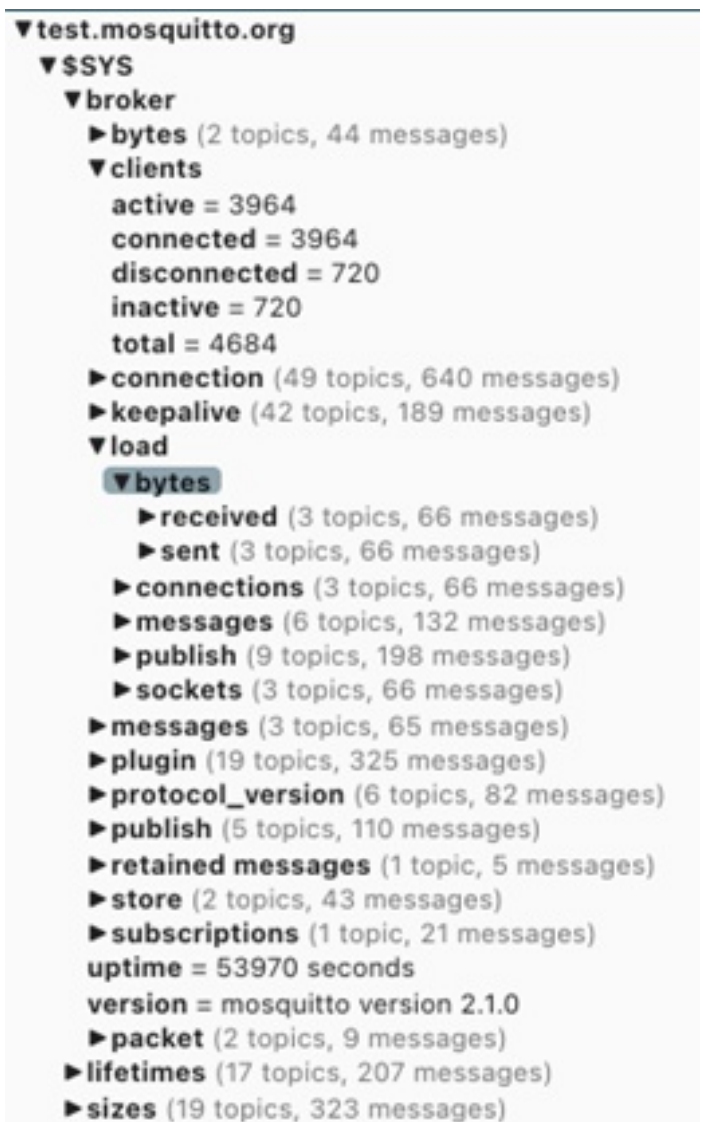 ▼test.mosquitto.org
▼$SYS
▼broker
►bytes (2 topics, 44 messages)
▼clients
active = 3964
connected = 3964
disconnected = 720
inactive = 720
total = 4684
►connection (49 topics, 640 messages)
►keepalive (42 topics, 189 messages)
▼load
▼bytes
►received (3 topics, 66 messages)
►sent (3 topics, 66 messages)
►connections (3 topics, 66 messages)
►messages (6 topics, 132 messages)
►publish (9 topics, 198 messages)
►sockets (3 topics, 66 messages)
►messages (3 topics, 65 messages)
►plugin (19 topics, 325 messages)
►protocol_version (6 topics, 82 messages)
►publish (5 topics, 110 messages)
►retained messages (1 topic, 5 messages)
►store (2 topics, 43 messages)
►subscriptions (1 topic, 21 messages)
uptime = 53970 seconds
version = mosquitto version 2.1.0
►packet (2 topics, 9 messages)
►lifetimes (17 topics, 207 messages)
►sizes (19 topics, 323 messages)